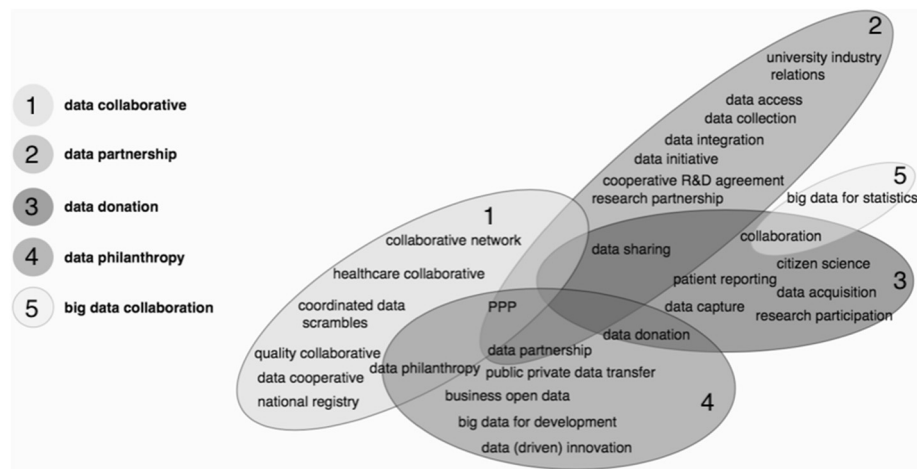 1 data collaborative
2 data partnership
3 data donation
4 data philanthropy
5 big data collaboration
2
university industry
relations
data access
data collection
data integration
data initiative
cooperative R&D agreement
research partnership
5
big data for statistics
1
collaborative network
healthcare collaborative
coordinated data
scrambles
quality collaborative
data cooperative
national registry
data sharing
collaboration
citizen science
3
patient reporting
data acquisition
data capture
research participation
PPP
data donation
data partnership
data philanthropy
public private data transfer
business open data
4
big data for development
data (driven) innovation